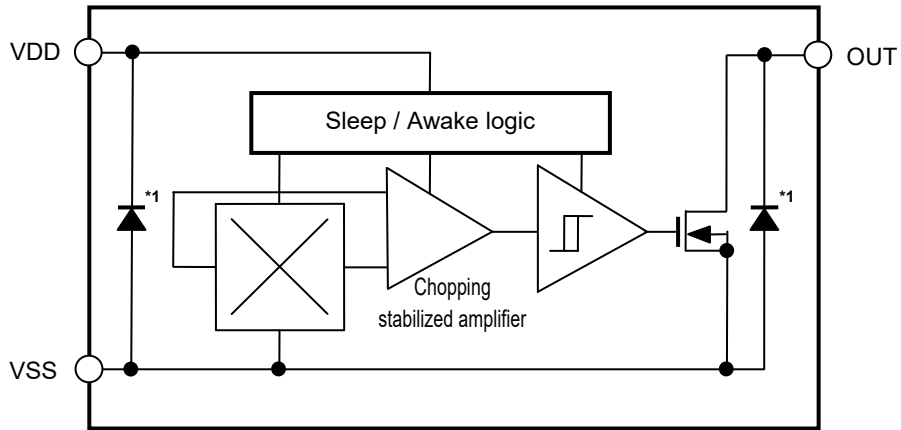 VDD
OUT
Sleep / Awake logic
*1
*1
Chopping
stabilized amplifier
VSS